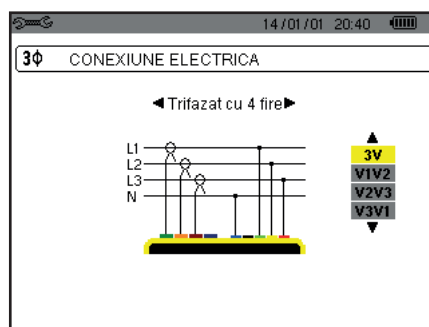 14/01/01 20:40
3ϕ CONEXIUNE ELECTRICA
◄ Trifazat cu 4 fire►
L1
L2
L3
N
3V
V1V2
V2V3
V3V1